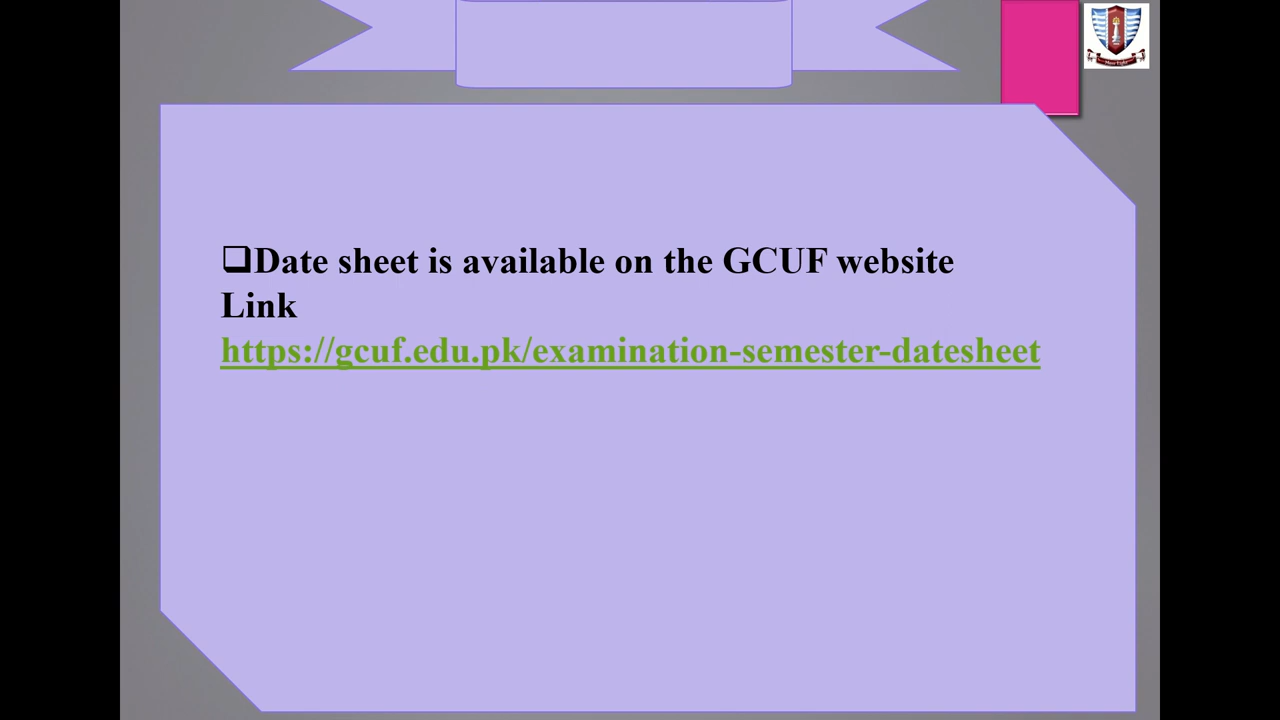 ❑Date sheet is available on the GCUF website
Link
https://gcuf.edu.pk/examination-semester-datesheet